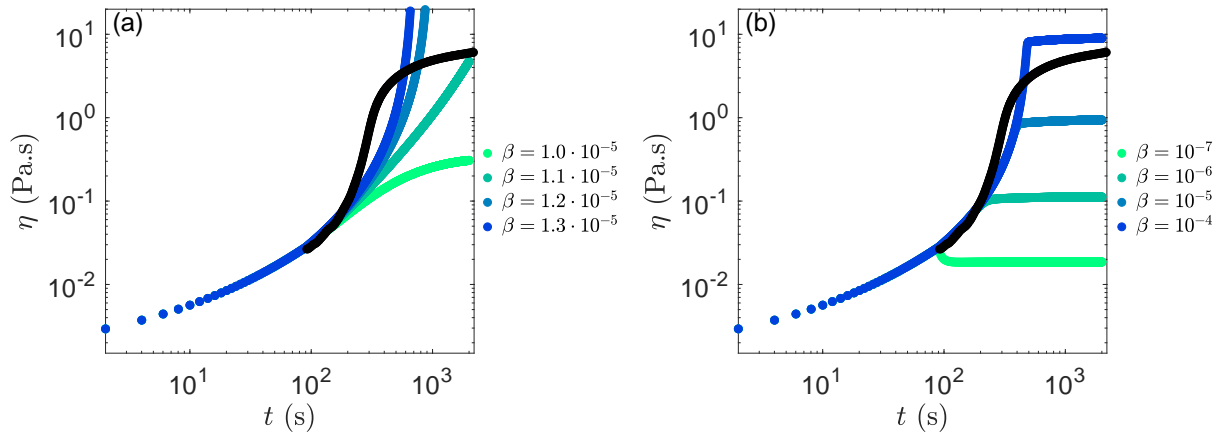 (a)
10^1
10^0
10^-1
10^-2
η (Pa.s)
10^1
10^2
10^3
t (s)
β = 1.0 · 10^-5
β = 1.1 · 10^-5
β = 1.2 · 10^-5
β = 1.3 · 10^-5
(b)
10^1
10^0
10^-1
10^-2
η (Pa.s)
10^1
10^2
10^3
t (s)
β = 10^-7
β = 10^-6
β = 10^-5
β = 10^-4